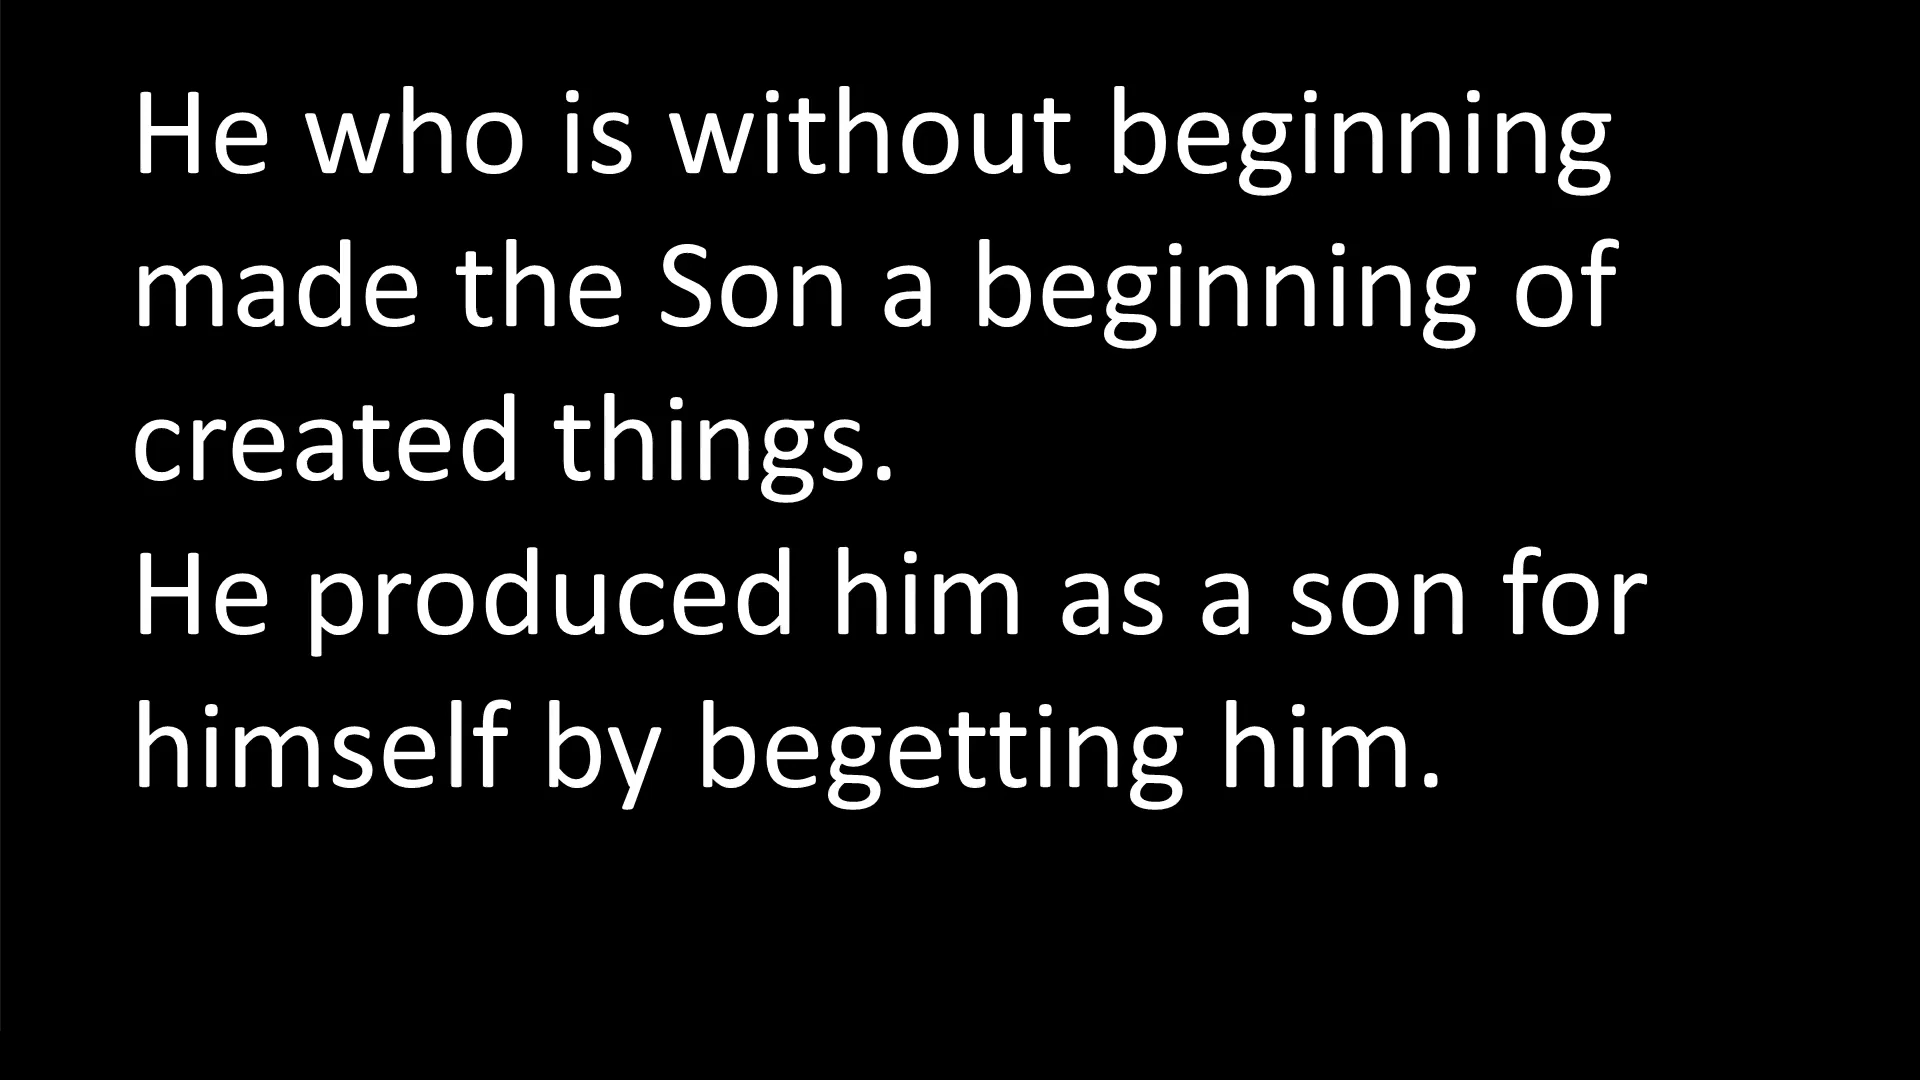 He who is without beginning
made the Son a beginning of
created things.
He produced him as a son for
himself by begetting him.